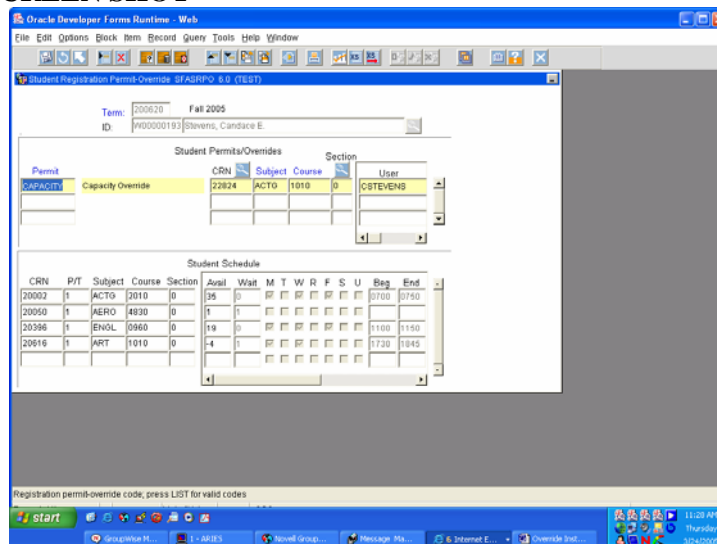 Oracle Developer Forms Runtime - Web
File Edit Options Block Item Record Query Tools Help Window
Student Registration Permit-Override SFASRPO 6.0 (TEST)
Term: 200620 Fall 2005
ID: W00000193 Stevens, Candace E.
Student Permits/Overrides
Section
Permit CRN Subject Course User
CAPACITY Capacity Override 22824 ACTG 1010 0 CSTEVENS
Student Schedule
CRN P/T Subject Course Section Avail Wait M T W R F S U Beg End
20002 1 ACTG 2010 0 35 0 0700 0750
20050 1 AERO 4830 0 1 1
20396 1 ENGL 0960 0 19 0 1100 1150
20616 1 ART 1010 0 -4 1 1730 1845
Registration permit-override code; press LIST for valid codes
start 11:28 AM
Thursday
GroupWise M... 1 - ARIES Novell Group... Message Ma... 6 Internet E... Override Inst... 3/24/2005